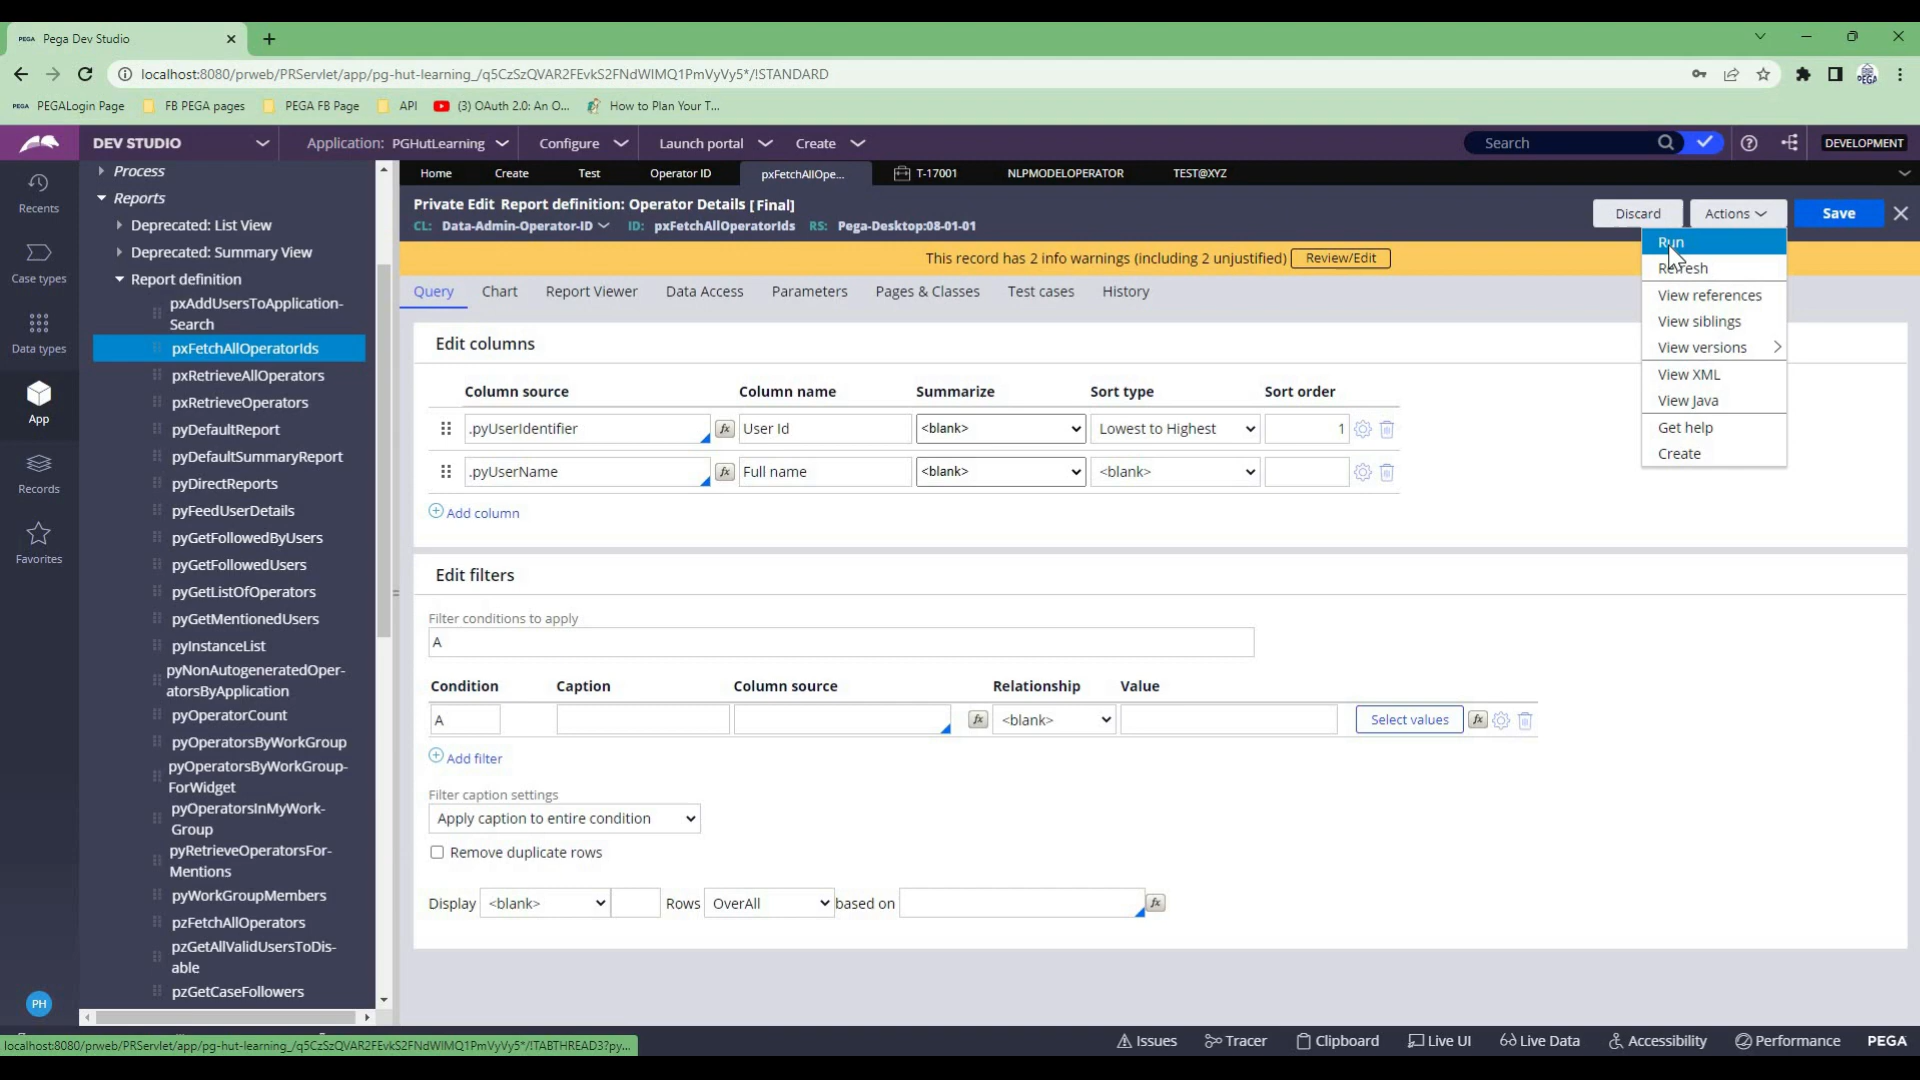 PEGA Pega Dev Studio
localhost:8080/prweb/PRServlet/app/pg-hut-learning_/q5CzSzQVAR2FEvkS2FNdWIMQ1PmVyVy5*/!STANDARD
PEGA PEGALogin Page FB PEGA pages PEGA FB Page API (3) OAuth 2.0: An O... How to Plan Your T...
DEV STUDIO Application: PGHutLearning Configure Launch portal Create Search DEVELOPMENT
Recents
Case types
Data types
App
Records
Favorites
PH
Process
Reports
Deprecated: List View
Deprecated: Summary View
Report definition
pxAddUsersToApplication-
Search
pxFetchAllOperatorIds
pxRetrieveAllOperators
pxRetrieveOperators
pyDefaultReport
pyDefaultSummaryReport
pyDirectReports
pyFeedUserDetails
pyGetFollowedByUsers
pyGetFollowedUsers
pyGetListOfOperators
pyGetMentionedUsers
pyInstanceList
pyNonAutogeneratedOper-
atorsByApplication
pyOperatorCount
pyOperatorsByWorkGroup
pyOperatorsByWorkGroup-
ForWidget
pyOperatorsInMyWork-
Group
pyRetrieveOperatorsFor-
Mentions
pyWorkGroupMembers
pzFetchAllOperators
pzGetAllValidUsersToDis-
able
pzGetCaseFollowers
Home Create Test Operator ID pxFetchAllOpe... T-17001 NLPMODELOPERATOR TEST@XYZ
Private Edit Report definition: Operator Details [Final]
CL: Data-Admin-Operator-ID ID: pxFetchAllOperatorIds RS: Pega-Desktop:08-01-01
Discard Actions Save
This record has 2 info warnings (including 2 unjustified) Review/Edit
Run
Refresh
View references
View siblings
View versions
View XML
View Java
Get help
Create
Query Chart Report Viewer Data Access Parameters Pages & Classes Test cases History
Edit columns
Column source Column name Summarize Sort type Sort order
.pyUserIdentifier fx User Id <blank> Lowest to Highest 1
.pyUserName fx Full name <blank> <blank>
Add column
Edit filters
Filter conditions to apply
A
Condition Caption Column source Relationship Value
A fx <blank> Select values fx
Add filter
Filter caption settings
Apply caption to entire condition
Remove duplicate rows
Display <blank> Rows OverAll based on fx
localhost:8080/prweb/PRServlet/app/pg-hut-learning_/q5CzSzQVAR2FEvkS2FNdWIMQ1PmVyVy5*/!TABTHREAD3?py...
Issues Tracer Clipboard Live UI Live Data Accessibility Performance PEGA